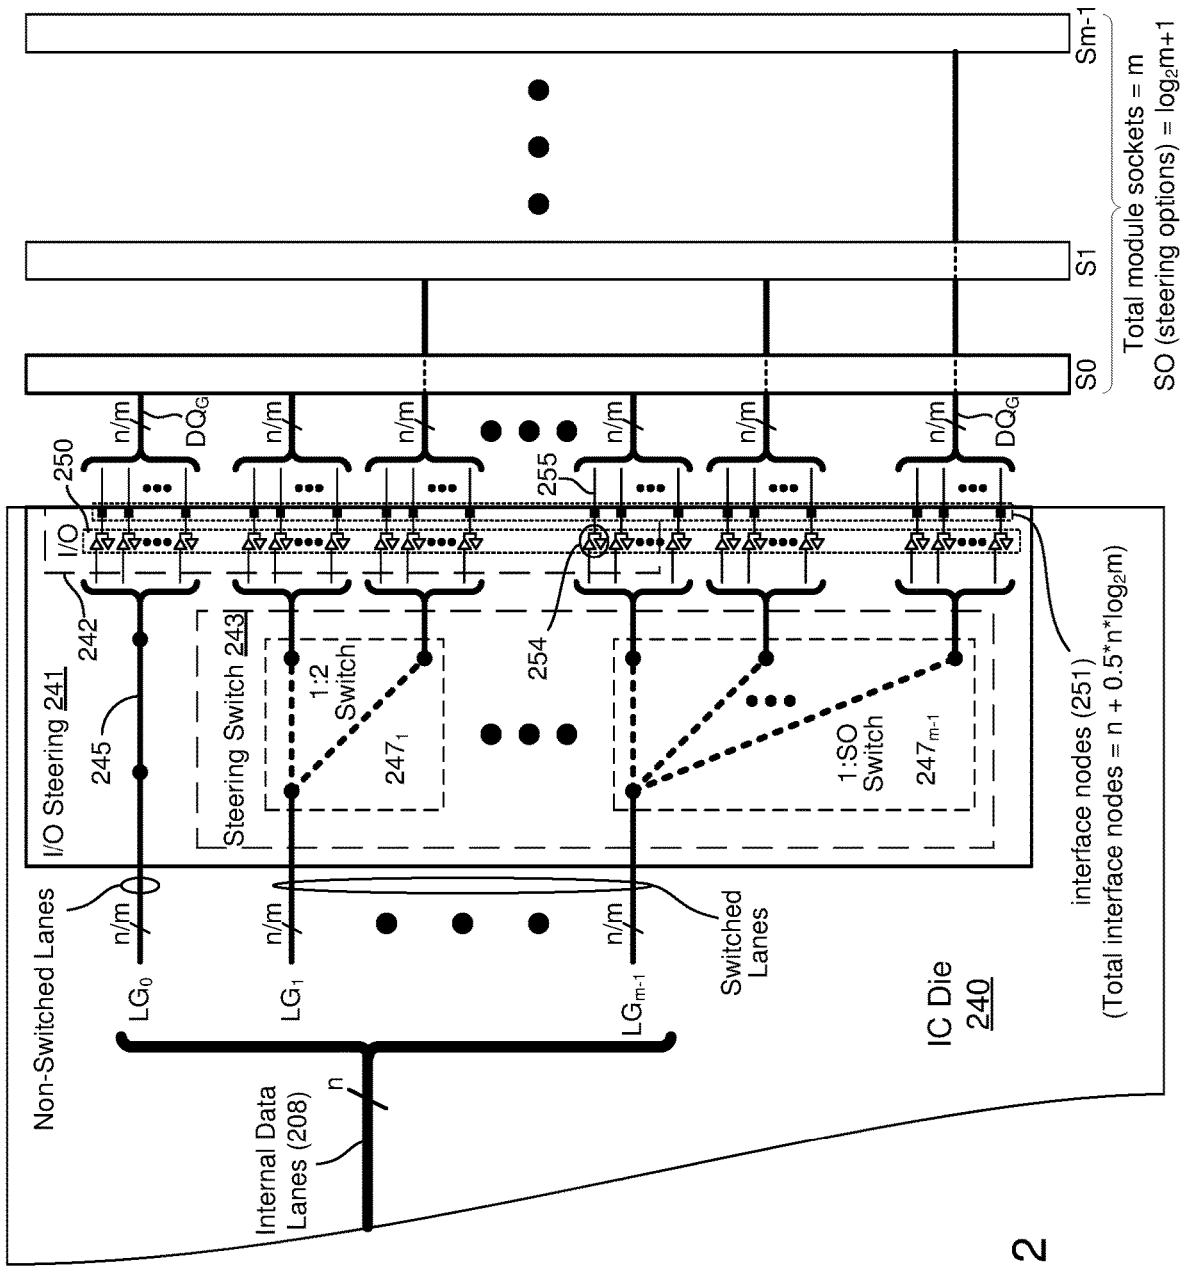 Non-Switched Lanes
Internal Data
Lanes (208)
n
LG0
LG1
LGm-1
n/m
n/m
n/m
Switched
Lanes
IC Die
240
I/O Steering 241
245
242
I/O
250
Steering Switch 243
1:2
Switch
2471
254
255
1:SO
Switch
247m-1
n/m
n/m
n/m
n/m
n/m
n/m
DQG
DQG
S0
S1
Sm-1
Total module sockets = m
SO (steering options) = log2m+1
interface nodes (251)
(Total interface nodes = n + 0.5*n*log2m)
2